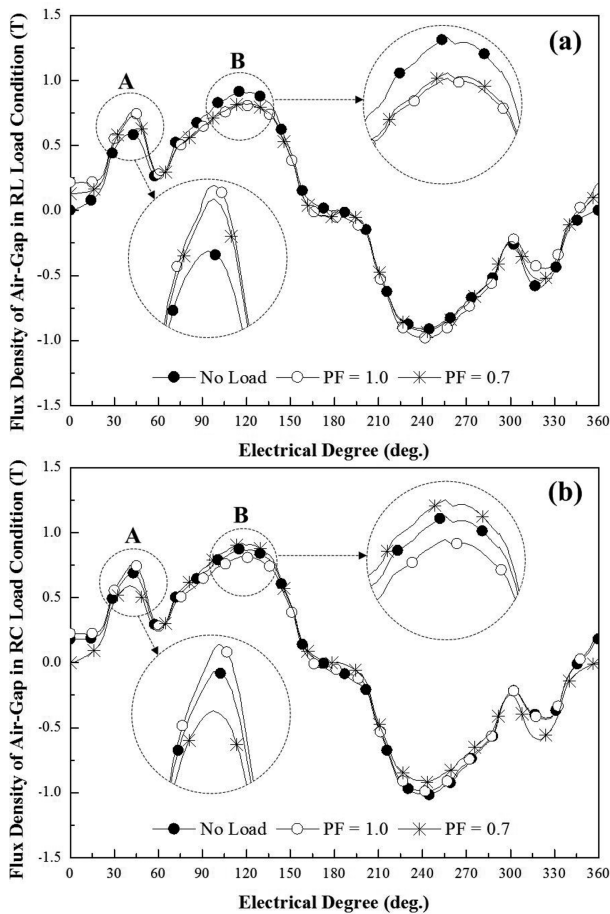 Flux Density of Air-Gap in RL Load Condition (T)
1.5
1.0
0.5
0.0
-0.5
-1.0
-1.5
(a)
A
B
No Load
PF = 1.0
PF = 0.7
0 30 60 90 120 150 180 210 240 270 300 330 360
Electrical Degree (deg.)
Flux Density of Air-Gap in RC Load Condition (T)
1.5
1.0
0.5
0.0
-0.5
-1.0
-1.5
(b)
A
B
No Load
PF = 1.0
PF = 0.7
0 30 60 90 120 150 180 210 240 270 300 330 360
Electrical Degree (deg.)